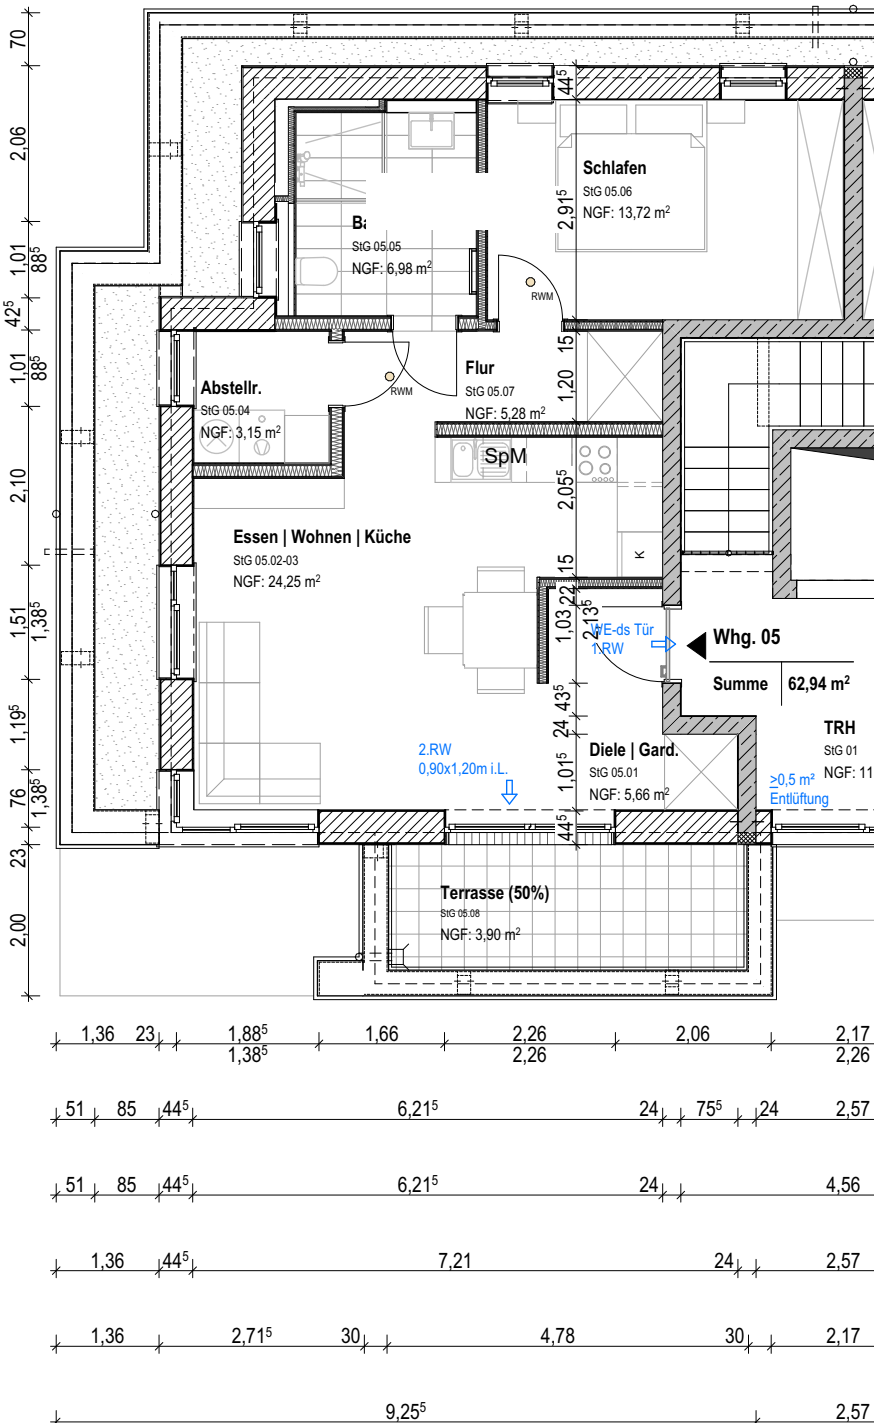 70
2,06
1,01
88⁵
42⁵
1,01
88⁵
2,10
1,51
1,38⁵
1,19⁵
76
1,38⁵
23
2,00
44⁵
2,91⁵
15
1,20
2,05⁵
15
22
1,03
2,13⁵
43⁵
24
1,01⁵
44⁵
Schlafen
StG 05.06
NGF: 13,72 m²
StG 05.05
NGF: 6,98 m²
RWM
Flur
StG 05.07
NGF: 5,28 m²
RWM
Abstellr.
StG 05.04
NGF: 3,15 m²
SpM
Essen | Wohnen | Küche
StG 05.02-03
NGF: 24,25 m²
K
WE-ds Tür
1.RW
Whg. 05
Summe 62,94 m²
TRH
StG 01
NGF: 11
≥0,5 m²
Entlüftung
2.RW
0,90x1,20m i.L.
Diele | Gard.
StG 05.01
NGF: 5,66 m²
Terrasse (50%)
StG 05.08
NGF: 3,90 m²
1,36 23 1,88⁵ 1,66 2,26 2,06 2,17
1,38⁵ 2,26 2,26
51 85 44⁵ 6,21⁵ 24 75⁵ 24 2,57
51 85 44⁵ 6,21⁵ 24 4,56
1,36 44⁵ 7,21 24 2,57
1,36 2,71⁵ 30 4,78 30 2,17
9,25⁵ 2,57